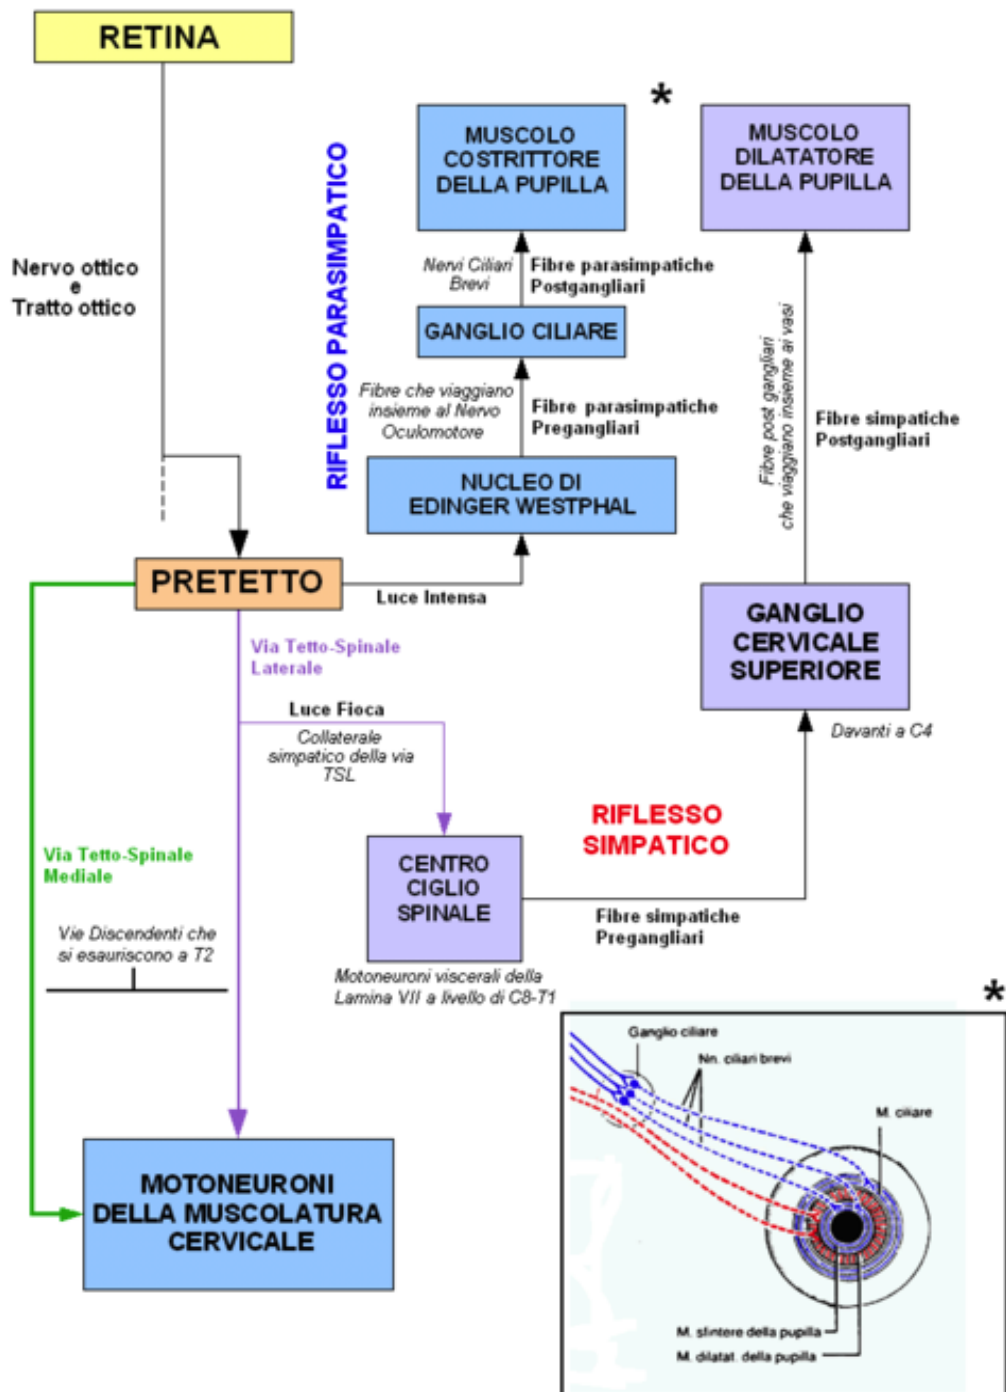 RETINA
Nervo ottico
e
Tratto ottico
RIFLESSO PARASIMPATICO
*
MUSCOLO
COSTRITTORE
DELLA PUPILLA
MUSCOLO
DILATATORE
DELLA PUPILLA
Nervi Ciliari
Brevi
Fibre parasimpatiche
Postgangliari
GANGLIO CILIARE
Fibre che viaggiano
insieme al Nervo
Oculomotore
Fibre parasimpatiche
Pregangliari
Fibre post gangliari
che viaggiano insieme ai vasi
Fibre simpatiche
Postgangliari
NUCLEO DI
EDINGER WESTPHAL
PRETETTO
Luce Intensa
GANGLIO
CERVICALE
SUPERIORE
Davanti a C4
Via Tetto-Spinale
Laterale
Luce Fioca
Collaterale
simpatico della via
TSL
RIFLESSO
SIMPATICO
Via Tetto-Spinale
Mediale
CENTRO
CIGLIO
SPINALE
Fibre simpatiche
Pregangliari
Vie Discendenti che
si esauriscono a T2
Motoneuroni viscerali della
Lamina VII a livello di C8-T1
*
Ganglio ciliare
Nn. ciliari brevi
M. ciliare
MOTONEURONI
DELLA MUSCOLATURA
CERVICALE
M. sfintere della pupilla
M. dilatat. della pupilla